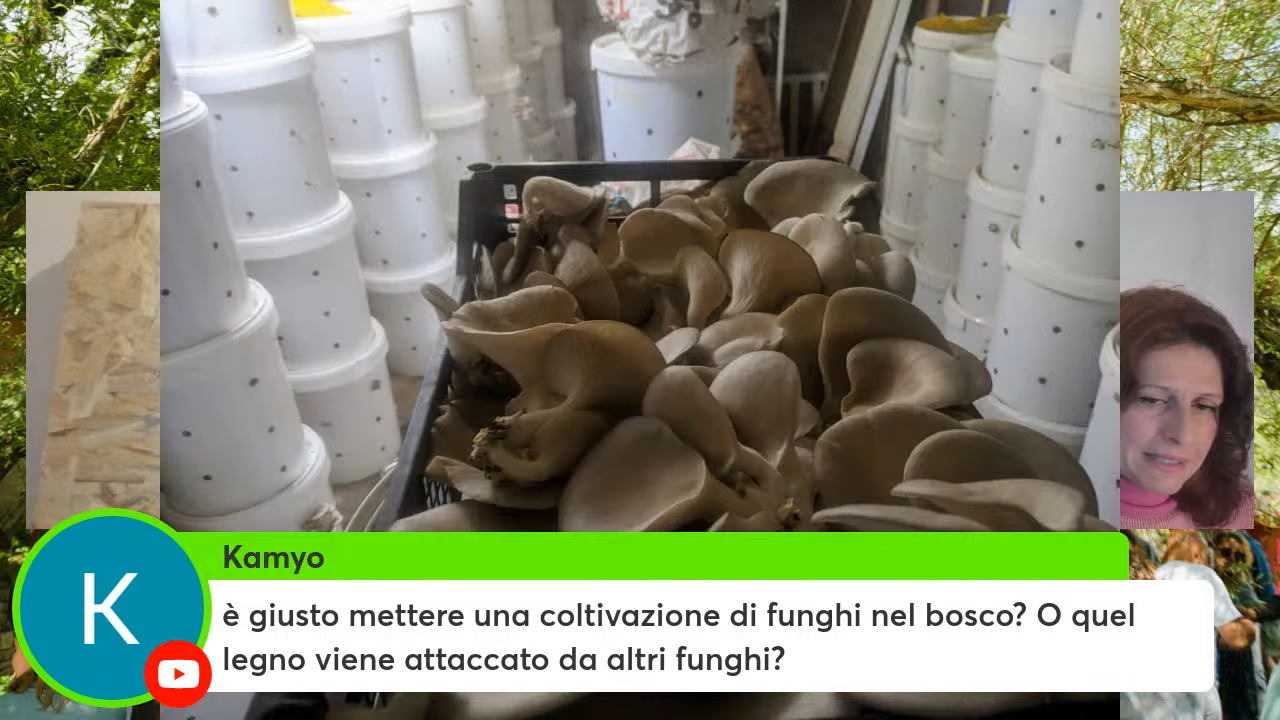 Kamyo
K
è giusto mettere una coltivazione di funghi nel bosco? O quel
legno viene attaccato da altri funghi?